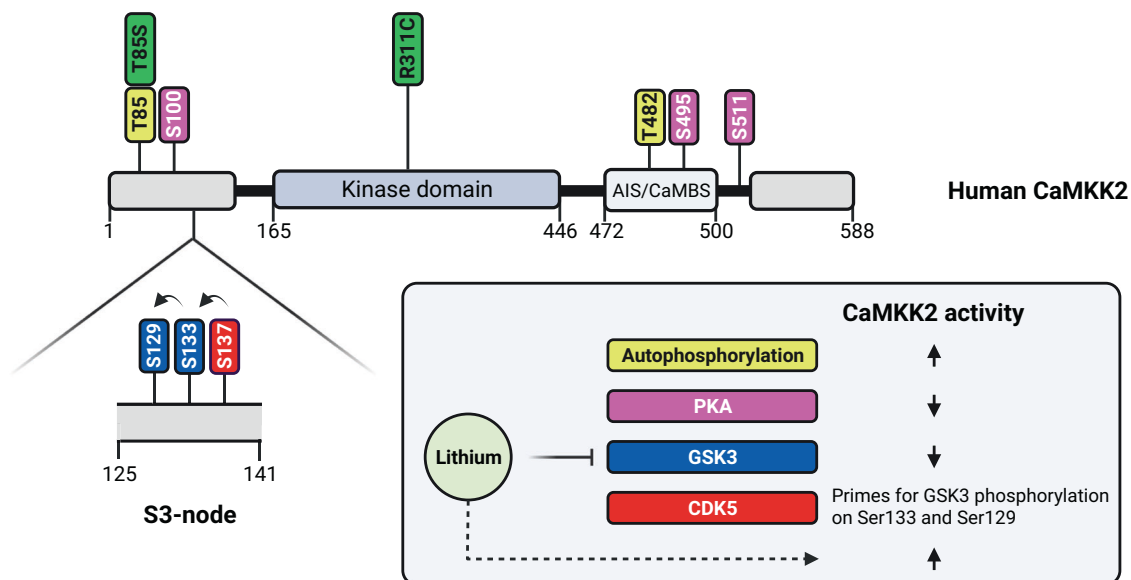 T85S
T85
S100
R311C
T482
S495
S511
Kinase domain
AIS/CaMBS
Human CaMKK2
1
165
446
472
500
588
S129
S133
S137
125
141
S3-node
CaMKK2 activity
Autophosphorylation
PKA
Lithium
GSK3
CDK5
Primes for GSK3 phosphorylation
on Ser133 and Ser129